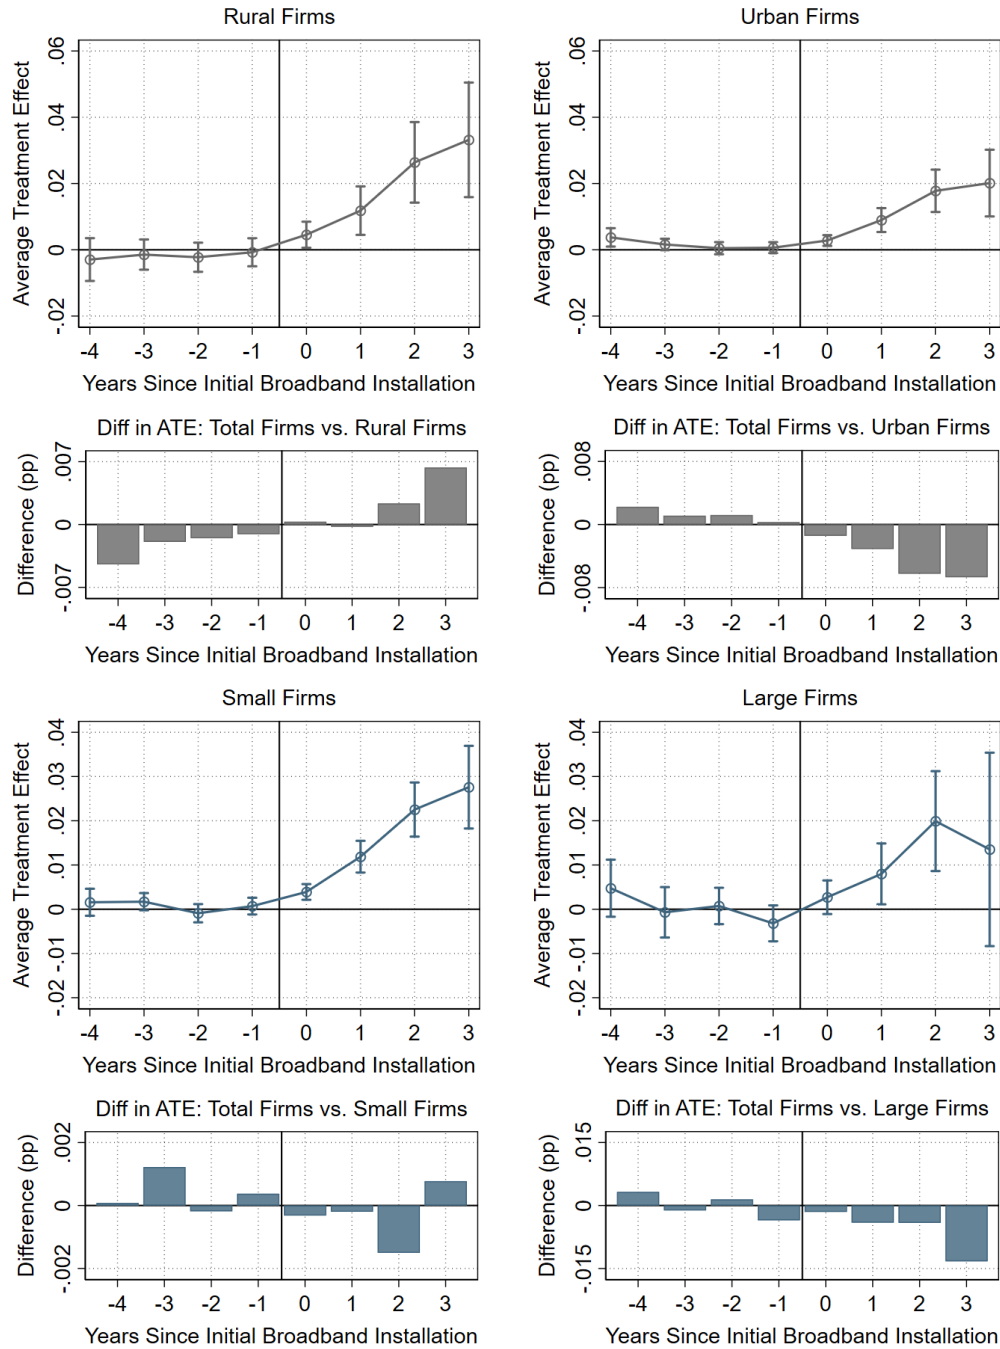 Rural Firms
Average Treatment Effect
.06
.04
.02
0
-.02
-4 -3 -2 -1 0 1 2 3
Years Since Initial Broadband Installation
Urban Firms
Average Treatment Effect
.06
.04
.02
0
-.02
-4 -3 -2 -1 0 1 2 3
Years Since Initial Broadband Installation
Diff in ATE: Total Firms vs. Rural Firms
Difference (pp)
.007
0
-.007
-4 -3 -2 -1 0 1 2 3
Years Since Initial Broadband Installation
Diff in ATE: Total Firms vs. Urban Firms
Difference (pp)
.008
0
-.008
-4 -3 -2 -1 0 1 2 3
Years Since Initial Broadband Installation
Small Firms
Average Treatment Effect
.04
.03
.02
.01
0
-.01
-.02
-4 -3 -2 -1 0 1 2 3
Years Since Initial Broadband Installation
Large Firms
Average Treatment Effect
.04
.03
.02
.01
0
-.01
-.02
-4 -3 -2 -1 0 1 2 3
Years Since Initial Broadband Installation
Diff in ATE: Total Firms vs. Small Firms
Difference (pp)
.002
0
-.002
-4 -3 -2 -1 0 1 2 3
Years Since Initial Broadband Installation
Diff in ATE: Total Firms vs. Large Firms
Difference (pp)
.015
0
-.015
-4 -3 -2 -1 0 1 2 3
Years Since Initial Broadband Installation